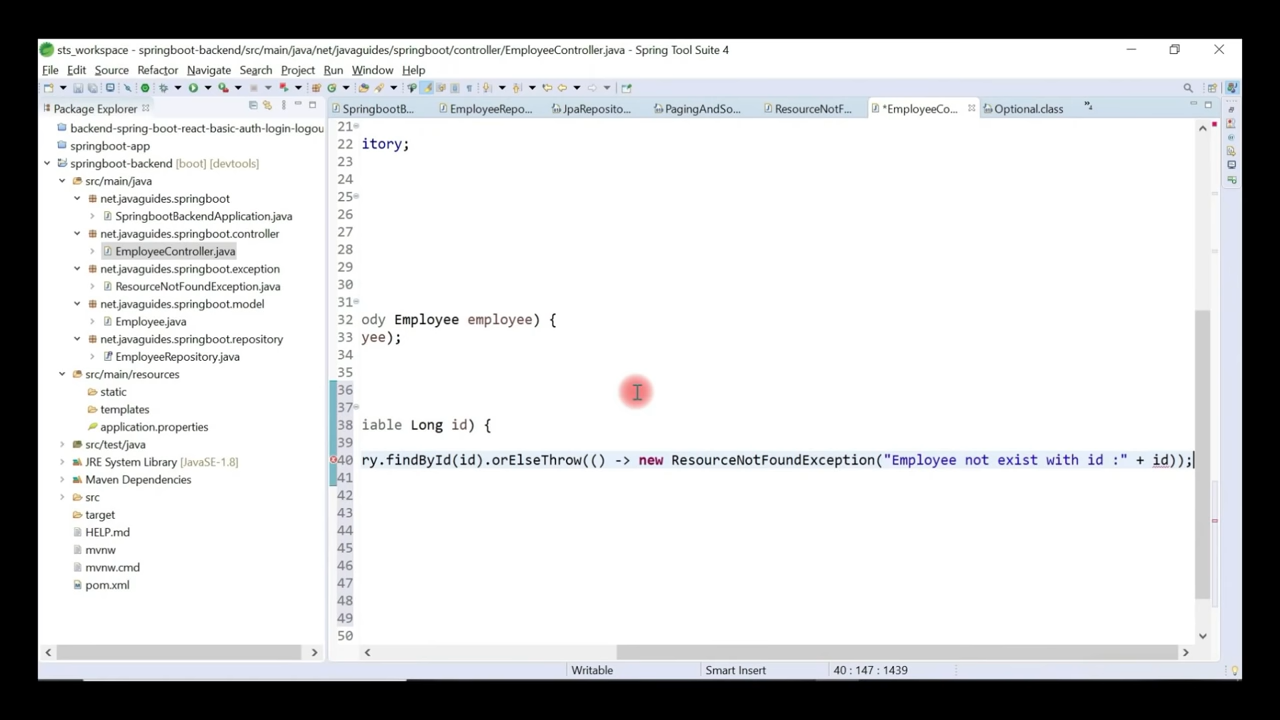 sts_workspace - springboot-backend/src/main/java/net/javaguides/springboot/controller/EmployeeController.java - Spring Tool Suite 4
File Edit Source Refactor Navigate Search Project Run Window Help
Package Explorer
SpringbootB...
EmployeeRepo...
JpaReposito...
PagingAndSo...
ResourceNotF...
*EmployeeCo...
Optional.class
4
backend-spring-boot-react-basic-auth-login-logou
springboot-app
springboot-backend [boot] [devtools]
src/main/java
net.javaguides.springboot
SpringbootBackendApplication.java
net.javaguides.springboot.controller
EmployeeController.java
net.javaguides.springboot.exception
ResourceNotFoundException.java
net.javaguides.springboot.model
Employee.java
net.javaguides.springboot.repository
EmployeeRepository.java
src/main/resources
static
templates
application.properties
src/test/java
JRE System Library [JavaSE-1.8]
Maven Dependencies
src
target
HELP.md
mvnw
mvnw.cmd
pom.xml
21
22 itory;
23
24
25
26
27
28
29
30
31
32 ody Employee employee) {
33 yee);
34
35
36
37
38 iable Long id) {
39
40 ry.findById(id).orElseThrow(() -> new ResourceNotFoundException("Employee not exist with id :" + id));
41
42
43
44
45
46
47
48
49
50
Writable
Smart Insert
40 : 147 : 1439